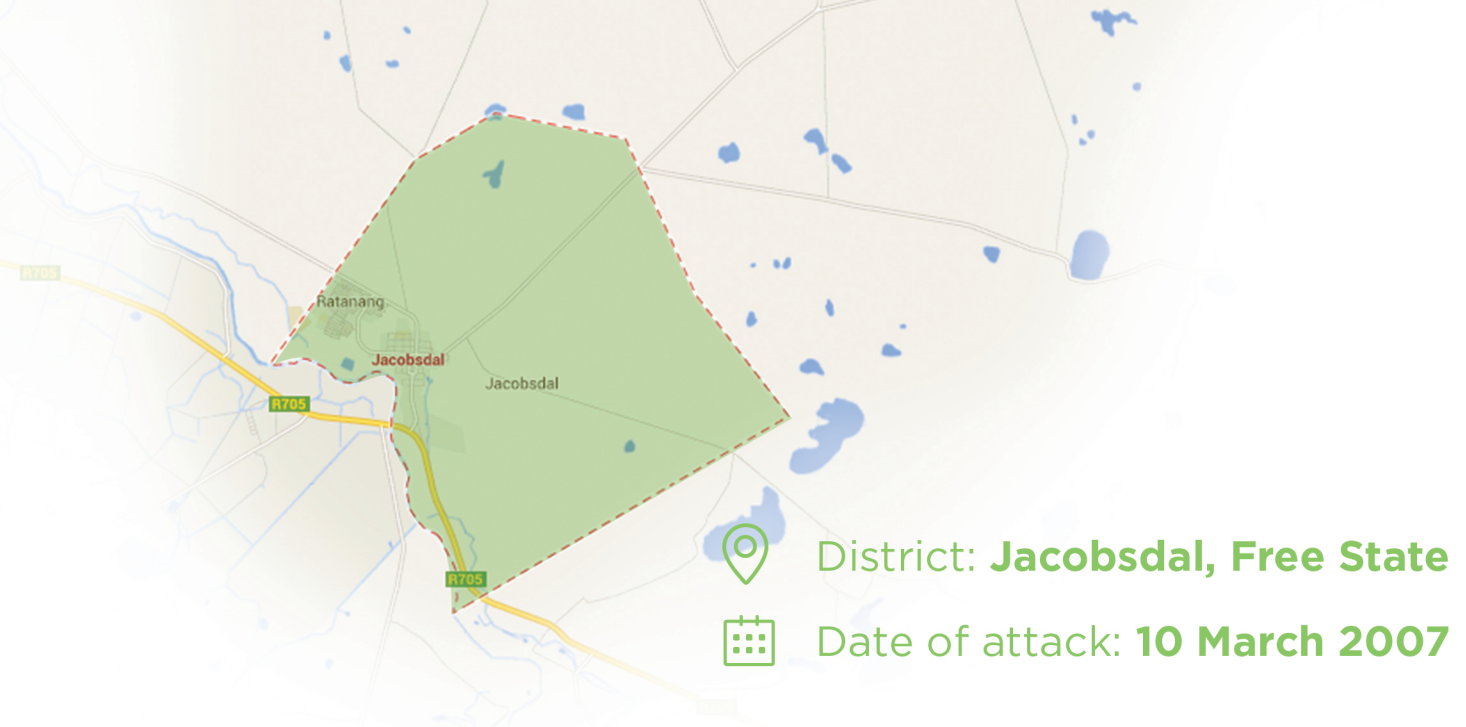 R705
Ratanang
Jacobsdal
Jacobsdal
R705
R705
District: Jacobsdal, Free State
Date of attack: 10 March 2007